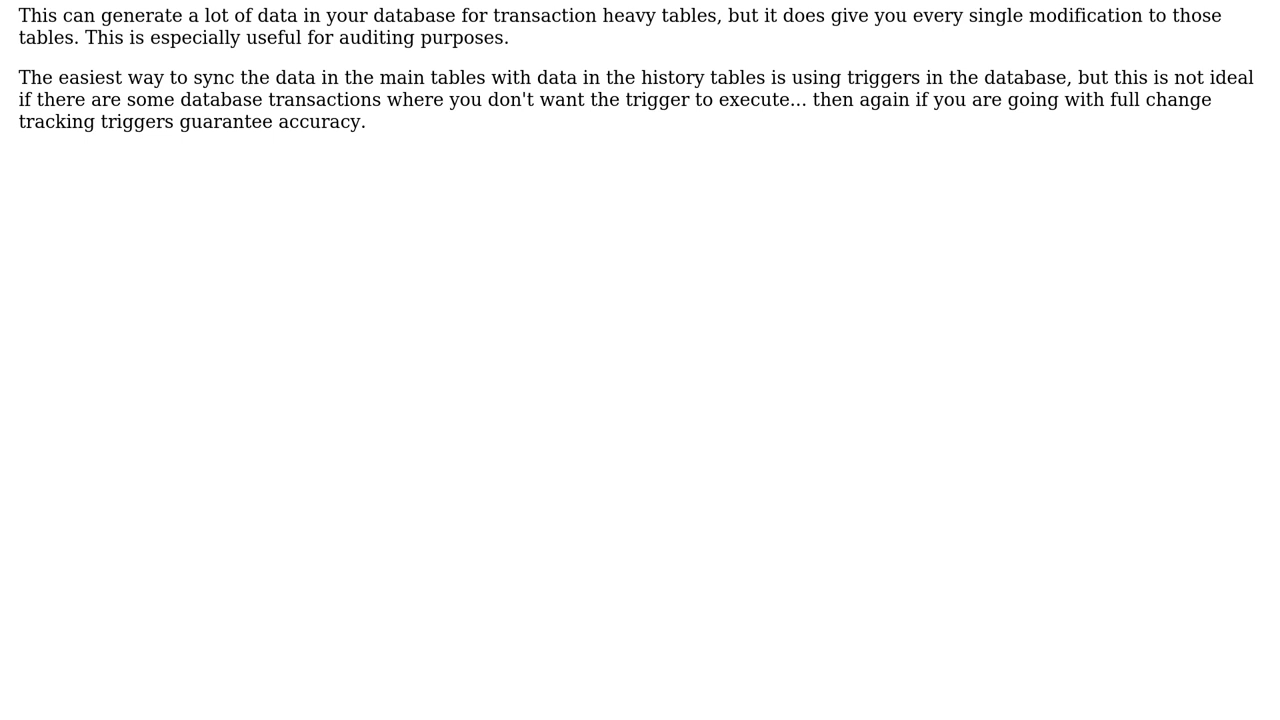 This can generate a lot of data in your database for transaction heavy tables, but it does give you every single modification to those
tables. This is especially useful for auditing purposes.
The easiest way to sync the data in the main tables with data in the history tables is using triggers in the database, but this is not ideal
if there are some database transactions where you don't want the trigger to execute... then again if you are going with full change
tracking triggers guarantee accuracy.